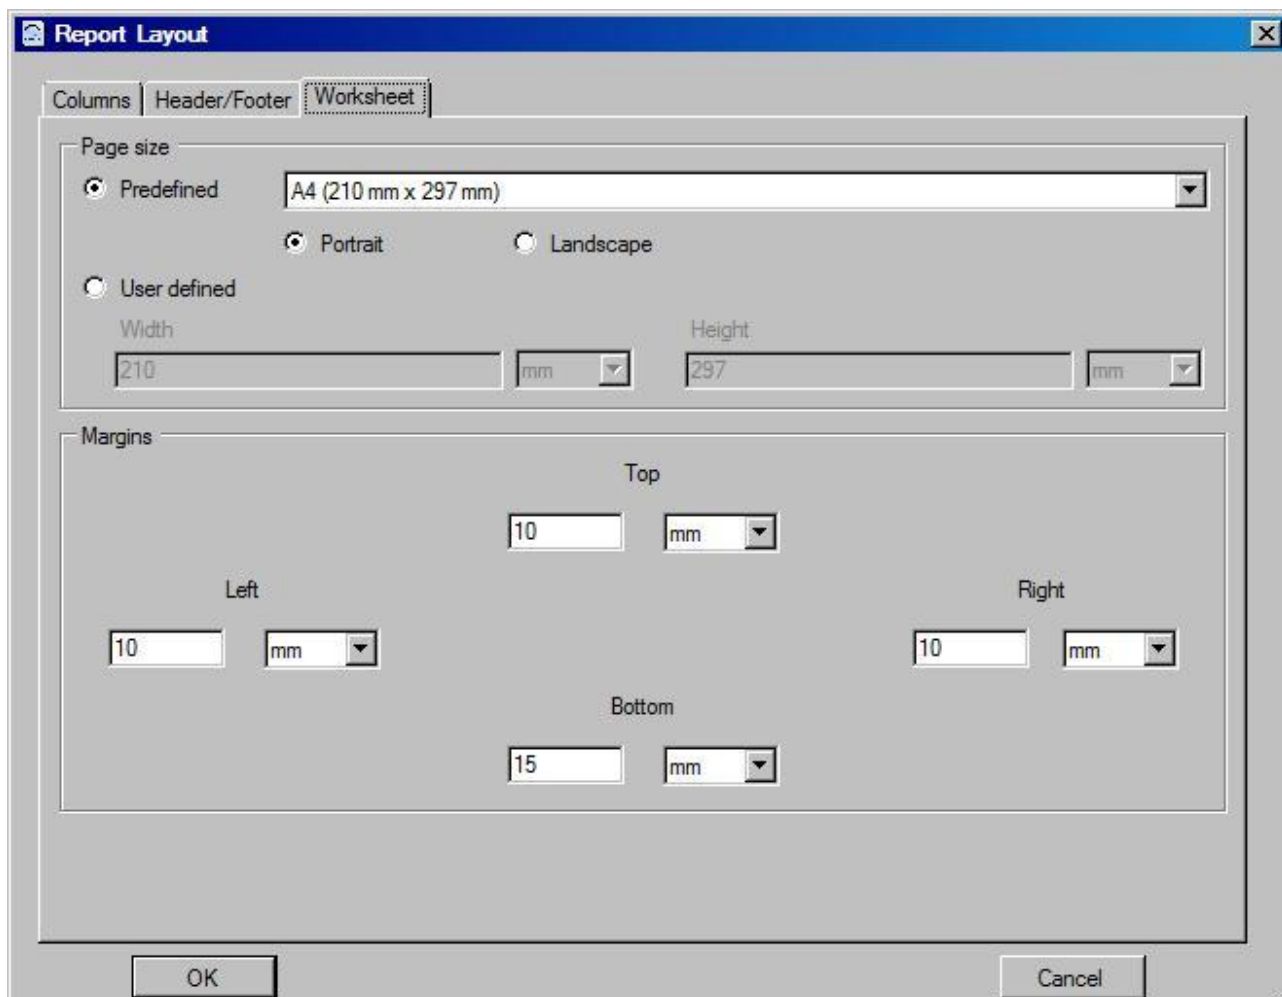 Report Layout
Columns Header/Footer Worksheet
Page size
Predefined A4 (210 mm x 297 mm)
Portrait Landscape
User defined
Width Height
210 mm 297 mm
Margins
Top
10 mm
Left Right
10 mm 10 mm
Bottom
15 mm
OK Cancel